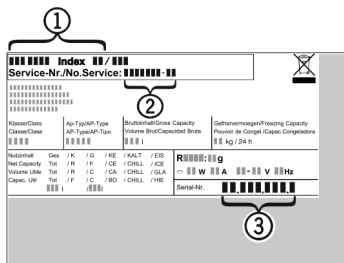 1
Index /
Service-Nr./No.Service: -
2
Klasse/Class Ap-Typ/AP-Type Bruttoinhalt/Gross Capacity Gefriervermoegen/Freezing Capacity
Classe/Clase AP-Type/AP-Tipo Volume Brut/Capacidad Bruta Pouvoir de Congel./Capac.Congeladora
l kg / 24 h
Nutzinhalt Ges / K / G / KE / KALT / EIS
Net.Capacity Tot / R / F / CE / CHILL / ICE
Volume Utile Tot / R / C / CA / CHILL / GLA
Capac. Util Tot / F / C / BO / CHILL / HIE
l /
R : g
~ W A - V Hz
Serial-Nr. . . .
3